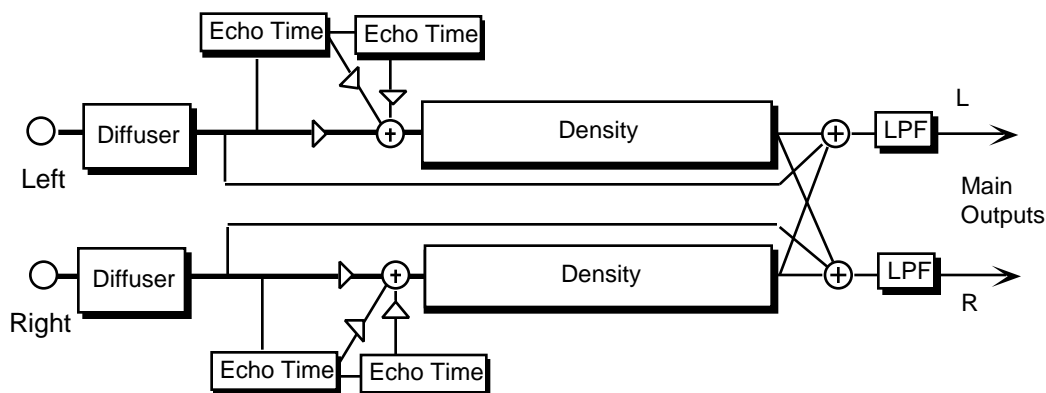 Echo Time
Echo Time
L
Diffuser
+
Density
+
LPF
Left
Main
Outputs
Diffuser
+
Density
+
LPF
Right
R
Echo Time
Echo Time